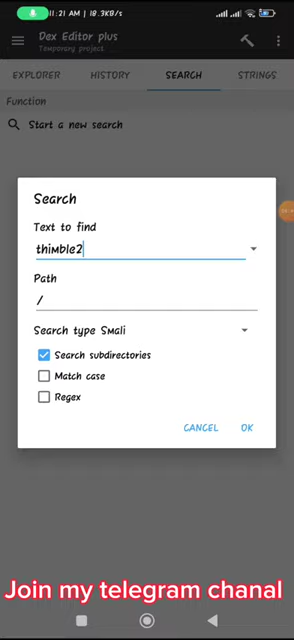 11:21 AM | 18.3KB/s
Dex Editor plus
Temporary project
EXPLORER
HISTORY
SEARCH
STRINGS
Function
Start a new search
Search
Text to find
thimble2
Path
/
Search type Smali
Search subdirectories
Match case
Regex
CANCEL
OK
Join my telegram chanal